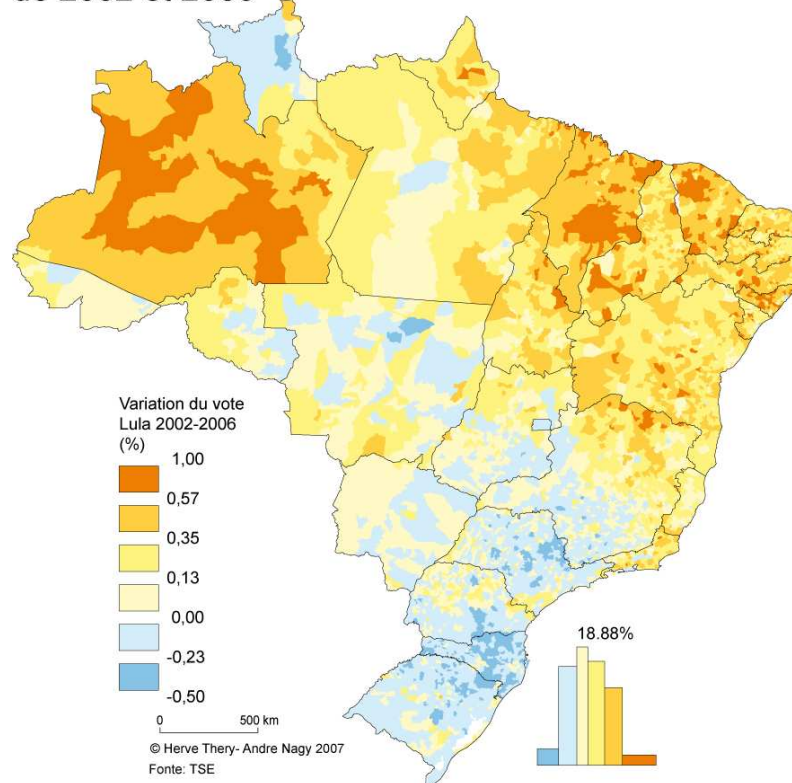 Variation du vote
Lula 2002-2006
(%)
1,00
0,57
0,35
0,13
0,00
-0,23
-0,50
0
500 km
© Herve Thery- Andre Nagy 2007
Fonte: TSE
18.88%